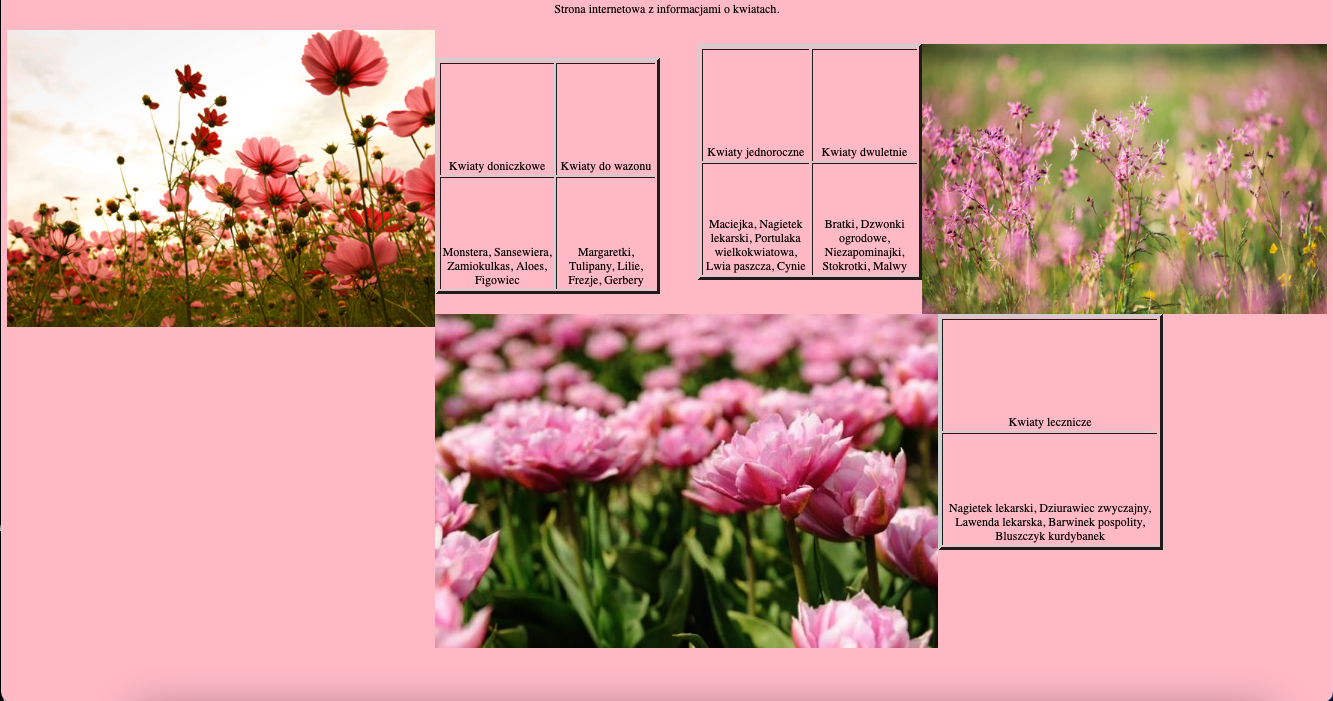 Strona internetowa z informacjami o kwiatach.
Kwiaty doniczkowe
Kwiaty do wazonu
Monstera, Sansewiera,
Zamiokulkas, Aloes,
Figowiec
Margaretki,
Tulipany, Lilie,
Frezje, Gerbery
Kwiaty jednoroczne
Kwiaty dwuletnie
Maciejka, Nagietek
lekarski, Portulaka
wielkokwiatowa,
Lwia paszcza, Cynie
Bratki, Dzwonki
ogrodowe,
Niezapominajki,
Stokrotki, Malwy
Kwiaty lecznicze
Nagietek lekarski, Dziurawiec zwyczajny,
Lawenda lekarska, Barwinek pospolity,
Bluszczyk kurdybanek